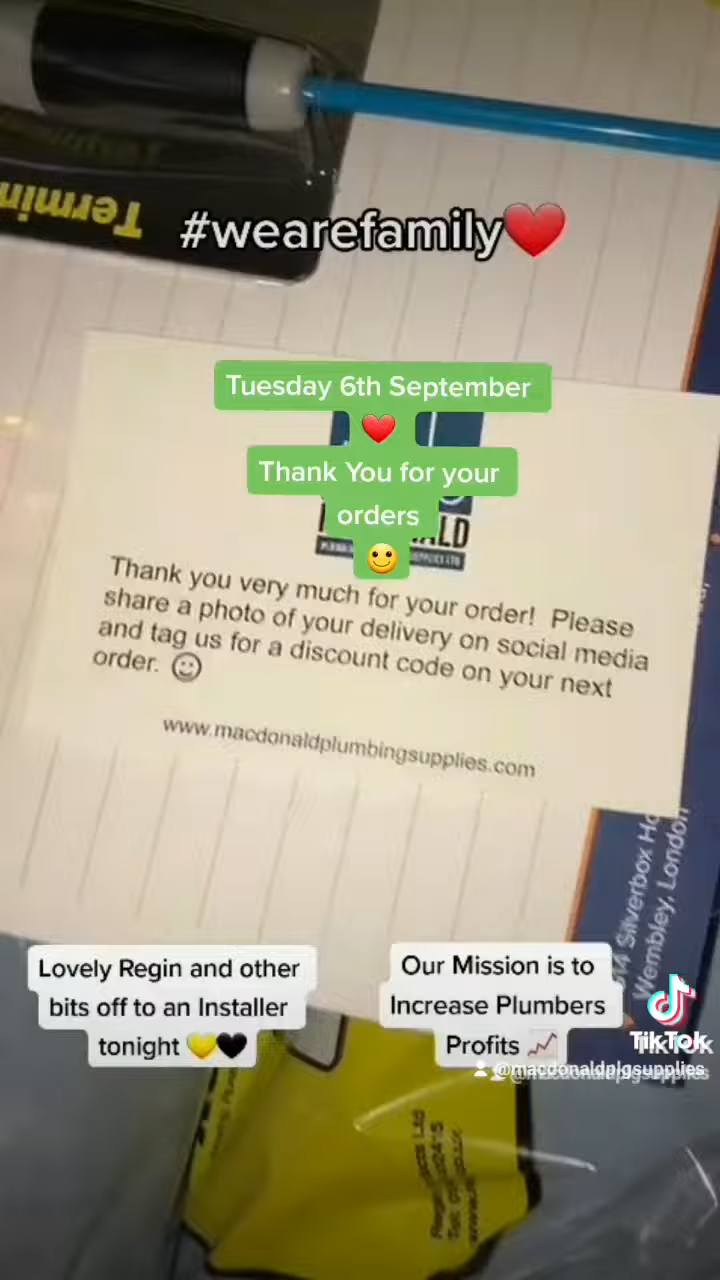 #wearefamily❤️
Tuesday 6th September
❤️
Thank You for your
orders
🙂
Thank you very much for your order! Please
share a photo of your delivery on social media
and tag us for a discount code on your next
order. ☺
www.macdonaldplumbingsupplies.com
Silverbox
Wembley, London
Lovely Regin and other
bits off to an Installer
tonight 💛🖤
Our Mission is to
Increase Plumbers
Profits 📈
TikTok
@macdonaldplgsupplies